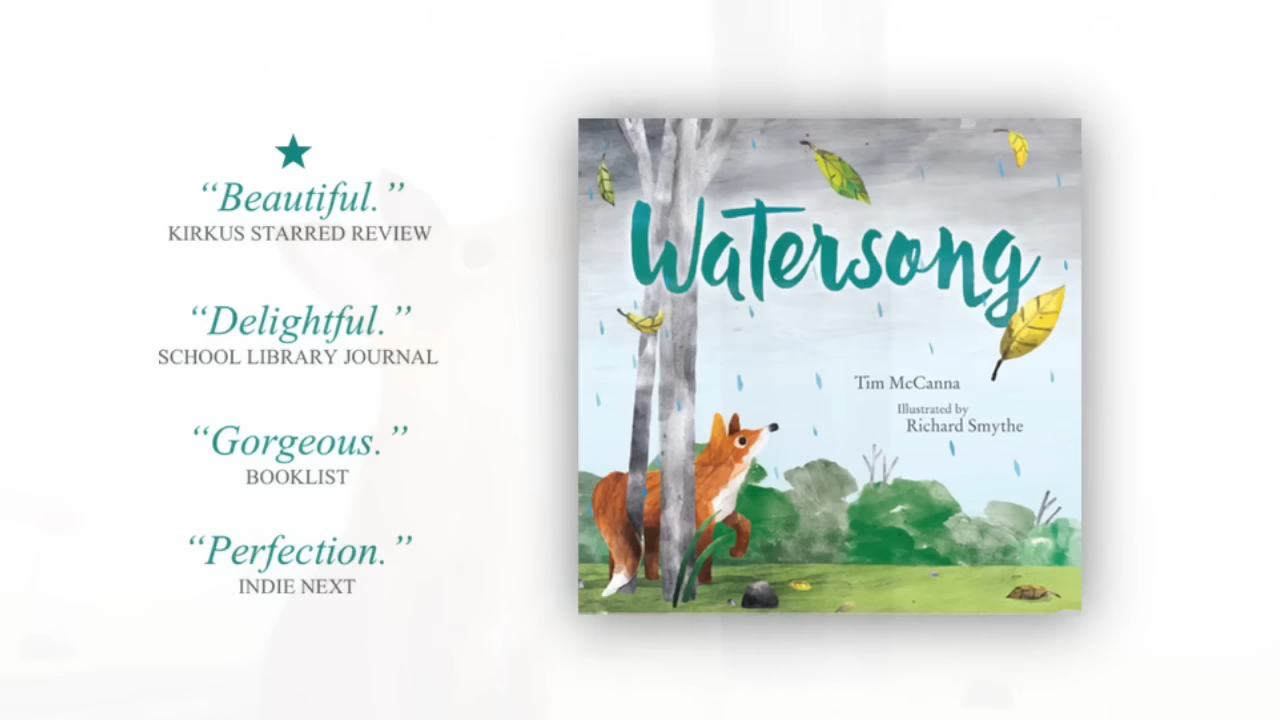 “Beautiful.”
KIRKUS STARRED REVIEW
“Delightful.”
SCHOOL LIBRARY JOURNAL
“Gorgeous.”
BOOKLIST
“Perfection.”
INDIE NEXT
Watersong
Tim McCanna
Illustrated by
Richard Smythe